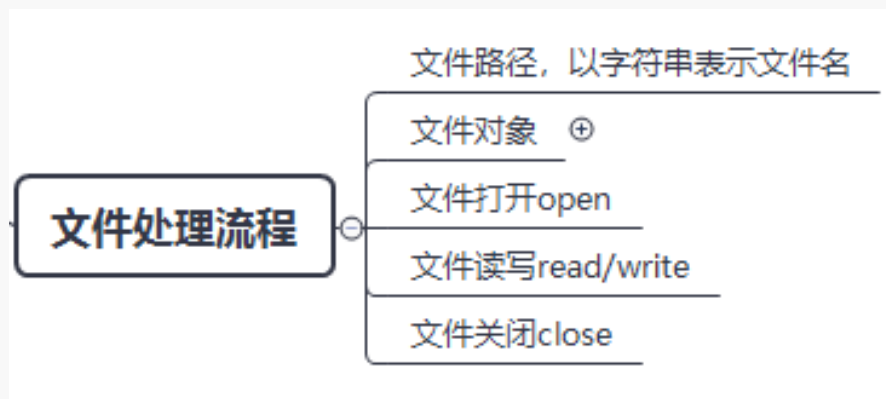 文件处理流程
文件路径，以字符串表示文件名
文件对象
文件打开open
文件读写read/write
文件关闭close